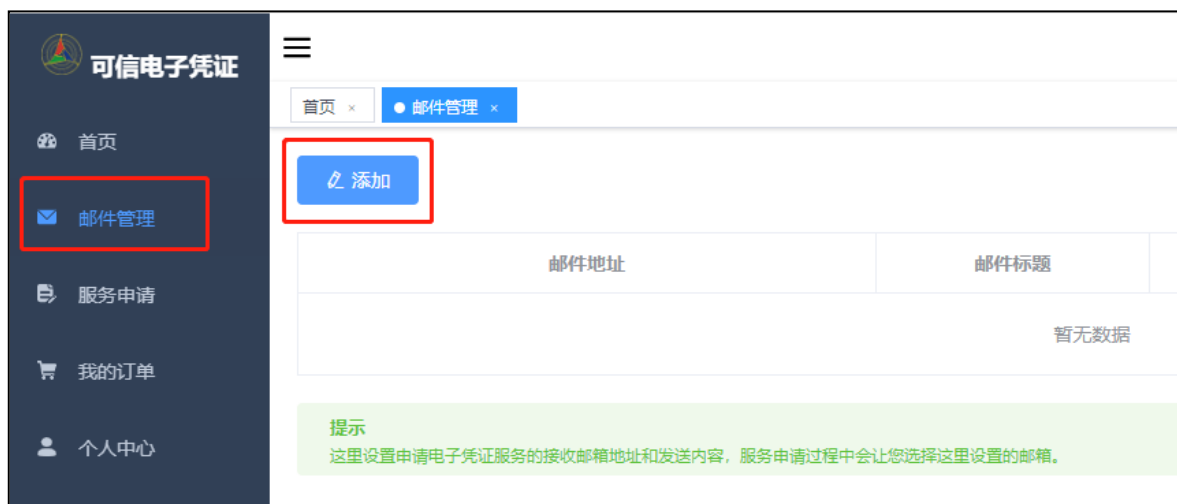 可信电子凭证
首页 ×
邮件管理 ×
首页
添加
邮件管理
邮件地址
邮件标题
服务申请
暂无数据
我的订单
提示
这里设置申请电子凭证服务的接收邮箱地址和发送内容，服务申请过程中会让您选择这里设置的邮箱。
个人中心